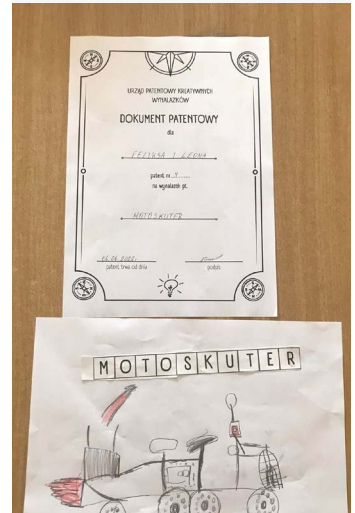 URZĄD PATENTOWY KREATYWNYCH
WYNALAZKÓW
DOKUMENT PATENTOWY
dla
FELIKSA I LEONA
patent nr 4
na wynalazek pt.
MOTOSKUTER
patent trwa od dnia
podpis
MOTOSKUTER